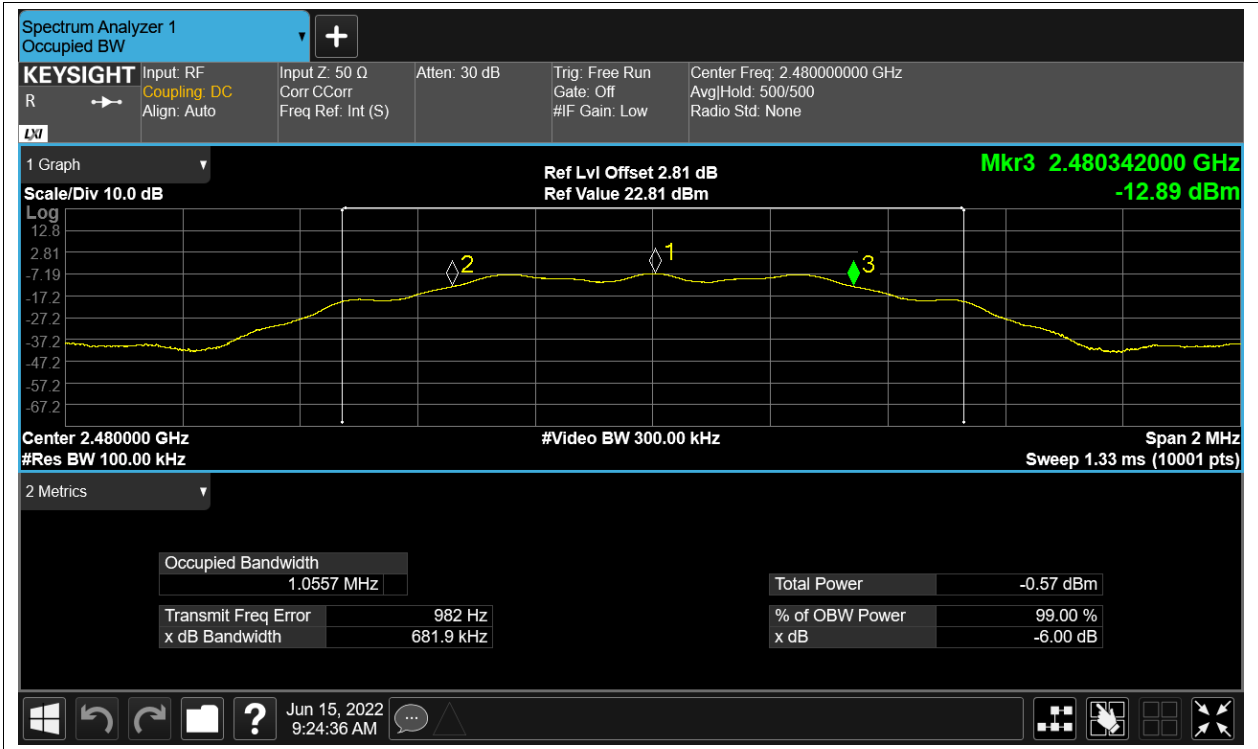 Spectrum Analyzer 1
Occupied BW
KEYSIGHT
R
LXI
Input: RF
Coupling: DC
Align: Auto
Input Z: 50 Ω
Corr CCorr
Freq Ref: Int (S)
Atten: 30 dB
Trig: Free Run
Gate: Off
#IF Gain: Low
Center Freq: 2.480000000 GHz
Avg|Hold: 500/500
Radio Std: None
1 Graph
Scale/Div 10.0 dB
Ref Lvl Offset 2.81 dB
Ref Value 22.81 dBm
Mkr3 2.480342000 GHz
-12.89 dBm
Log
12.8
2.81
-7.19
-17.2
-27.2
-37.2
-47.2
-57.2
-67.2
2
1
3
Center 2.480000 GHz
#Res BW 100.00 kHz
#Video BW 300.00 kHz
Span 2 MHz
Sweep 1.33 ms (10001 pts)
2 Metrics
Occupied Bandwidth
1.0557 MHz
Transmit Freq Error 982 Hz
x dB Bandwidth 681.9 kHz
Total Power -0.57 dBm
% of OBW Power 99.00 %
x dB -6.00 dB
?
Jun 15, 2022
9:24:36 AM